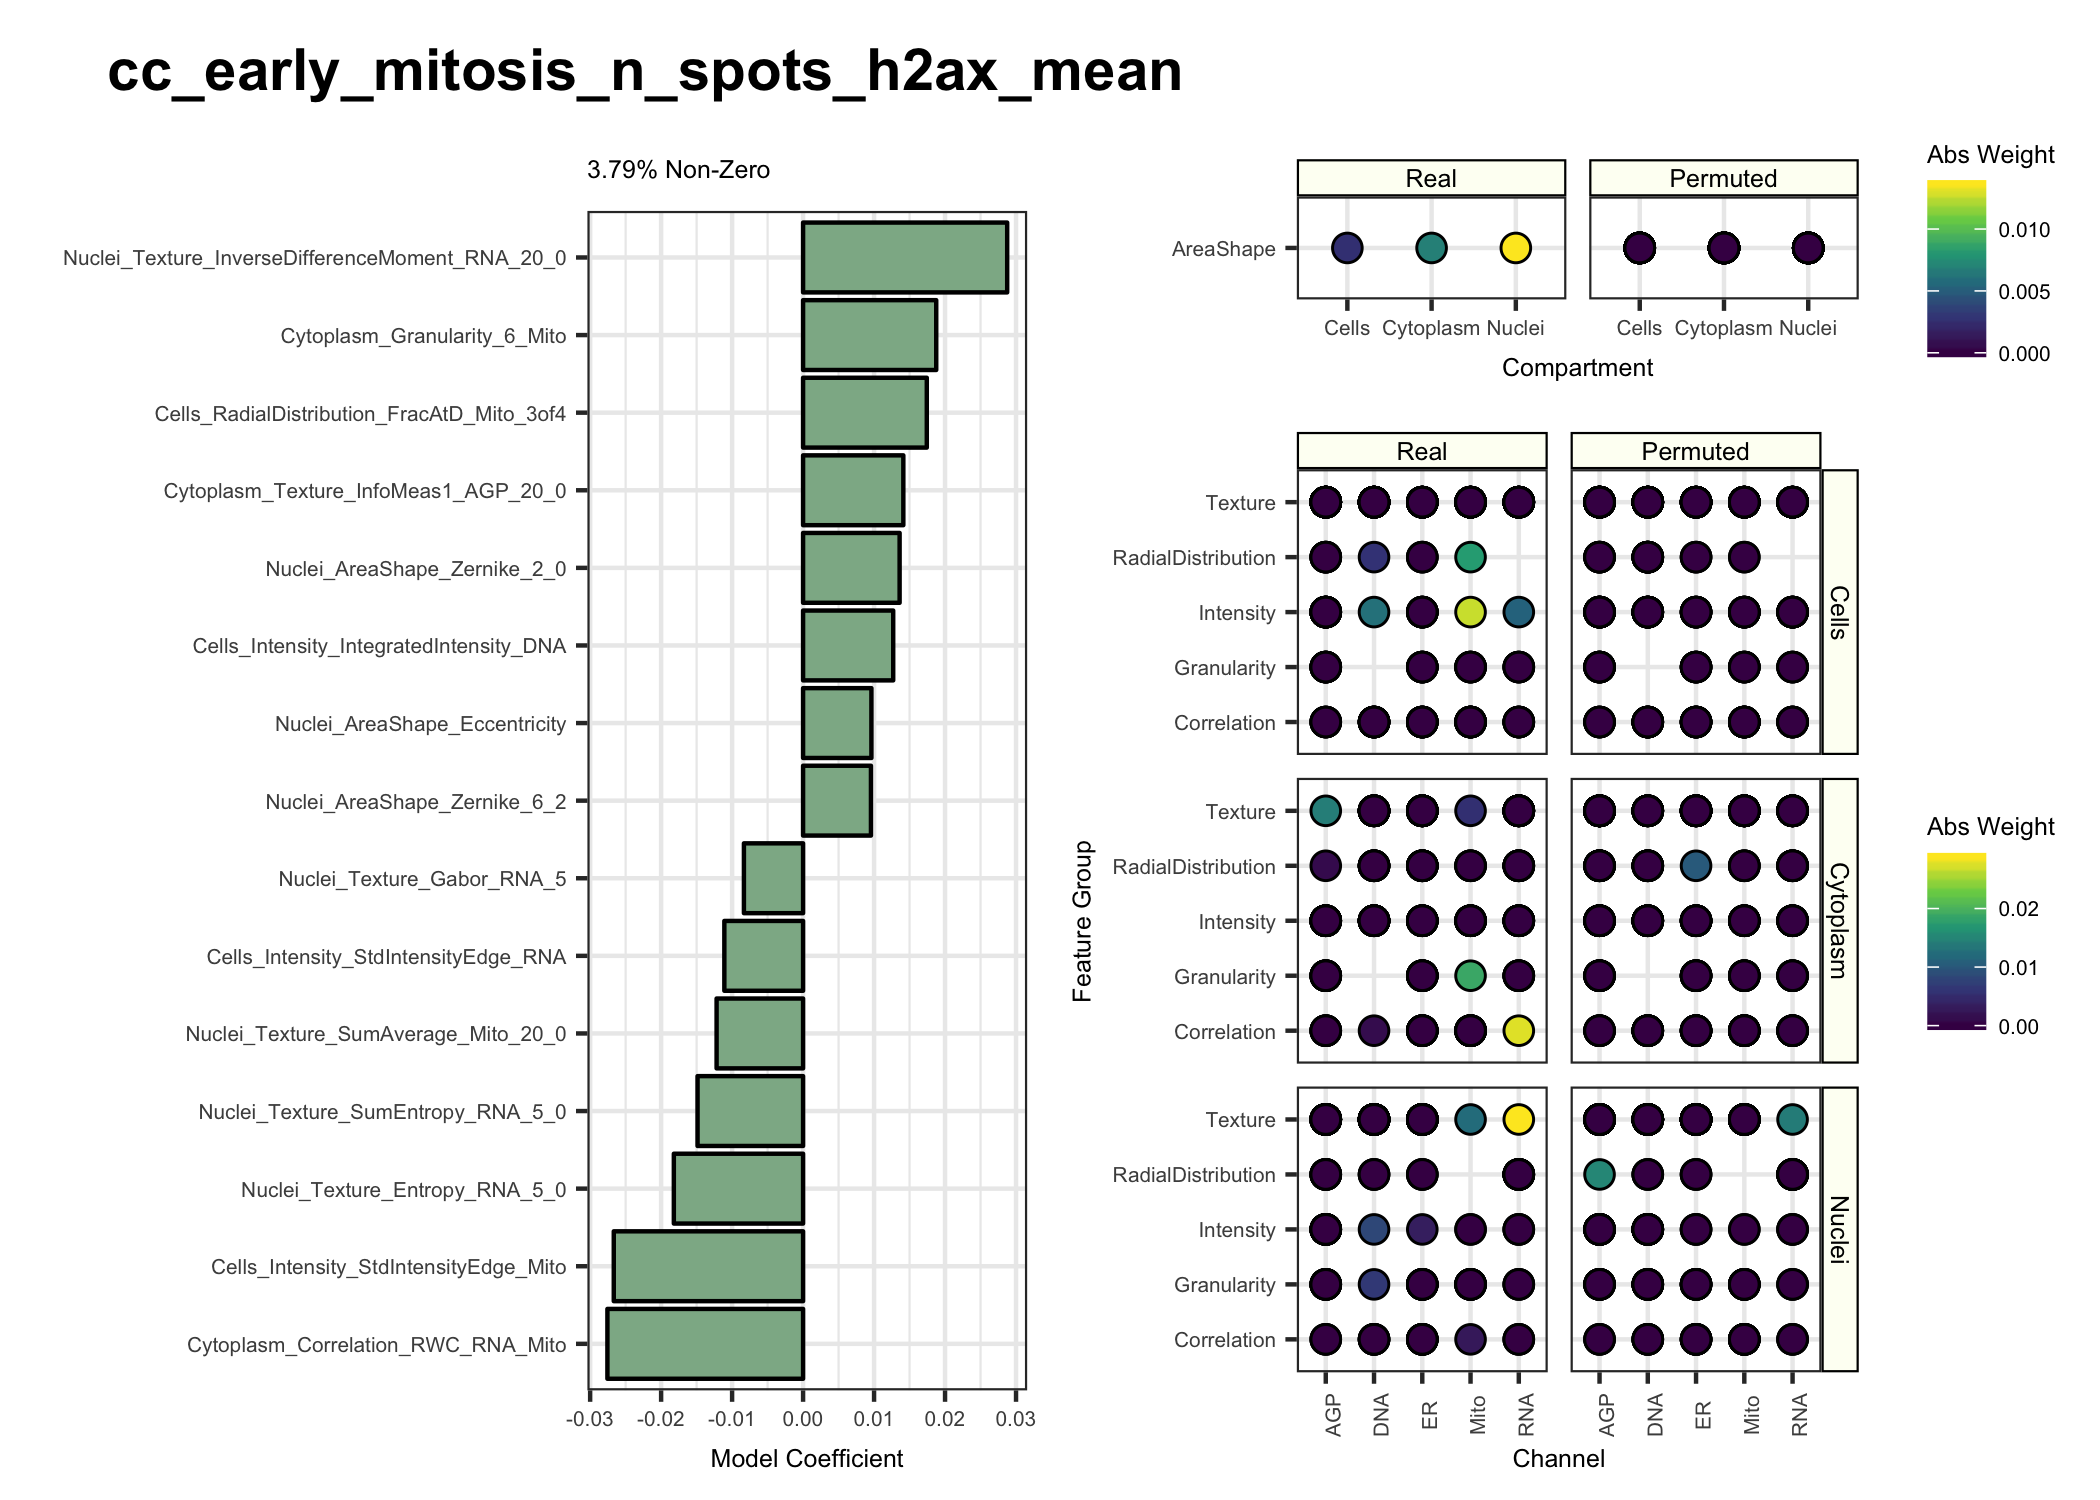 cc_early_mitosis_n_spots_h2ax_mean
3.79% Non-Zero
Nuclei_Texture_InverseDifferenceMoment_RNA_20_0
Cytoplasm_Granularity_6_Mito
Cells_RadialDistribution_FracAtD_Mito_3of4
Cytoplasm_Texture_InfoMeas1_AGP_20_0
Nuclei_AreaShape_Zernike_2_0
Cells_Intensity_IntegratedIntensity_DNA
Nuclei_AreaShape_Eccentricity
Nuclei_AreaShape_Zernike_6_2
Nuclei_Texture_Gabor_RNA_5
Cells_Intensity_StdIntensityEdge_RNA
Nuclei_Texture_SumAverage_Mito_20_0
Nuclei_Texture_SumEntropy_RNA_5_0
Nuclei_Texture_Entropy_RNA_5_0
Cells_Intensity_StdIntensityEdge_Mito
Cytoplasm_Correlation_RWC_RNA_Mito
-0.03 -0.02 -0.01 0.00 0.01 0.02 0.03
Model Coefficient
Real Permuted
AreaShape
Cells Cytoplasm Nuclei Cells Cytoplasm Nuclei
Compartment
Abs Weight
0.010
0.005
0.000
Feature Group
Real Permuted
Texture
RadialDistribution
Intensity
Granularity
Correlation
Cells
Texture
RadialDistribution
Intensity
Granularity
Correlation
Cytoplasm
Texture
RadialDistribution
Intensity
Granularity
Correlation
Nuclei
AGP DNA ER Mito RNA AGP DNA ER Mito RNA
Channel
Abs Weight
0.02
0.01
0.00